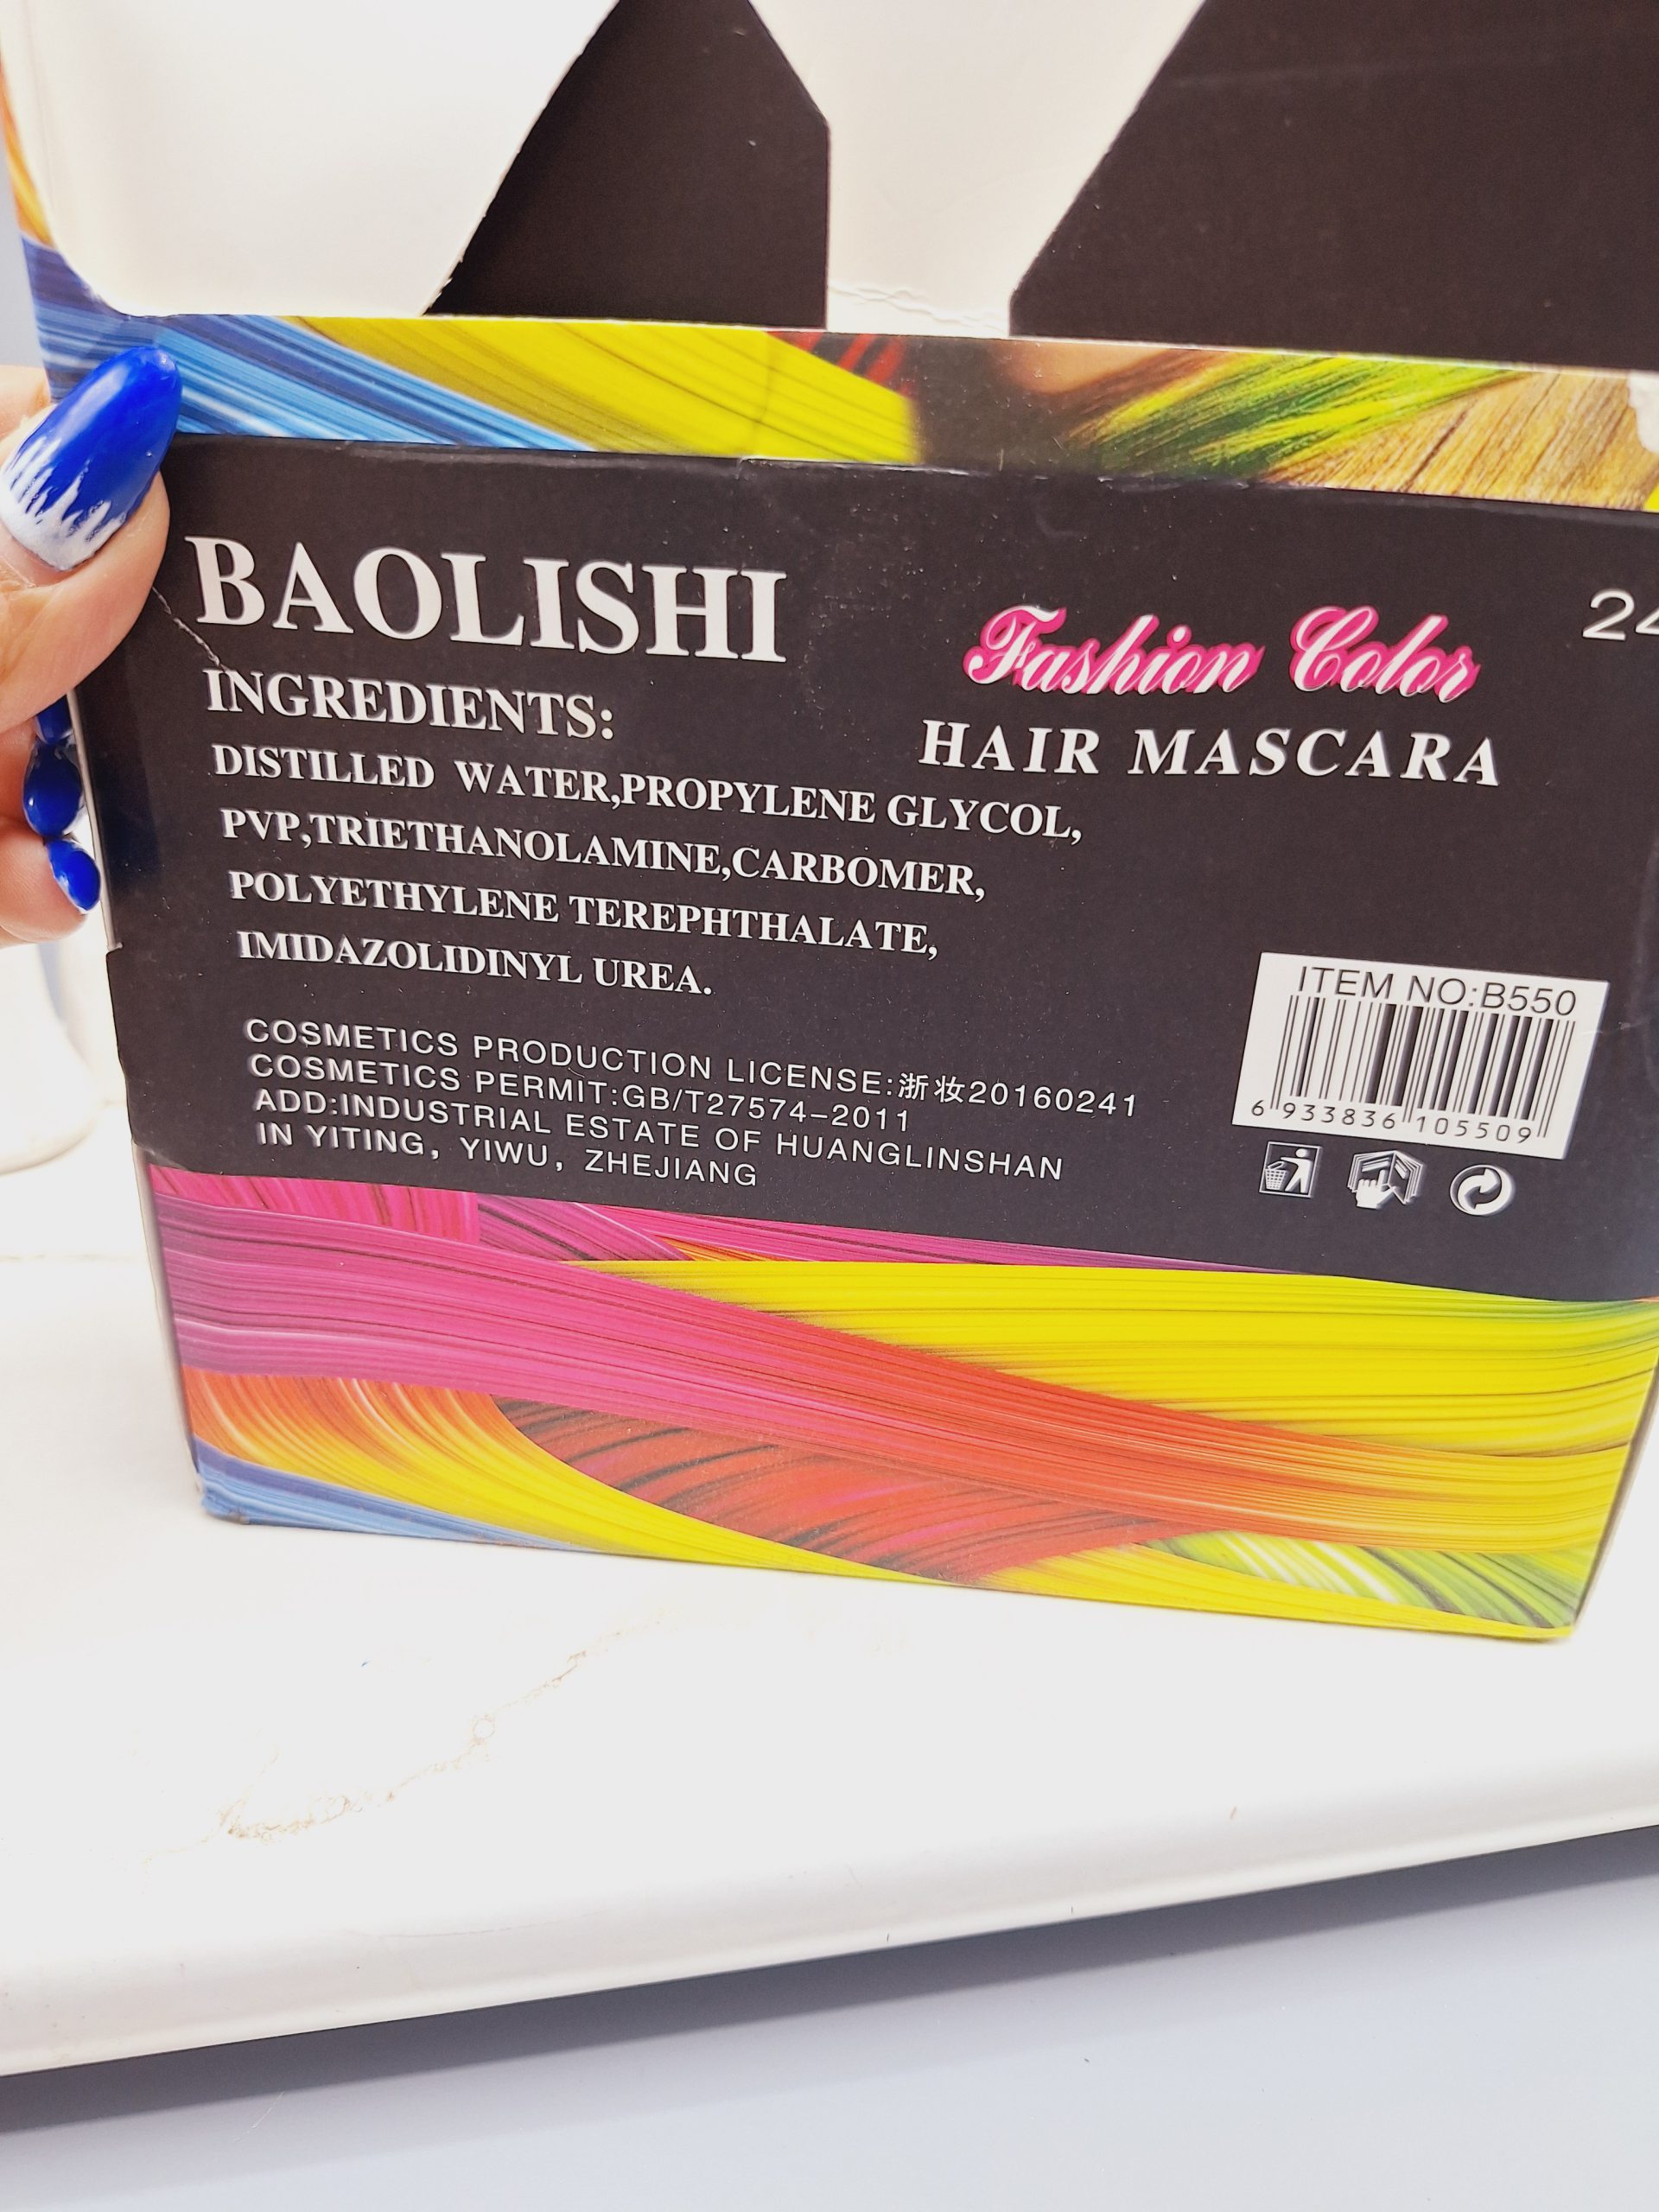 BAOLISHI
INGREDIENTS:
DISTILLED WATER,PROPYLENE GLYCOL,
PVP,TRIETHANOLAMINE,CARBOMER,
POLYETHYLENE TEREPHTHALATE,
IMIDAZOLIDINYL UREA.
COSMETICS PRODUCTION LICENSE:浙妆20160241
COSMETICS PERMIT:GB/T27574-2011
ADD:INDUSTRIAL ESTATE OF HUANGLINSHAN
IN YITING, YIWU, ZHEJIANG
Fashion Color
HAIR MASCARA
24
ITEM NO:B550
6 933836 105509